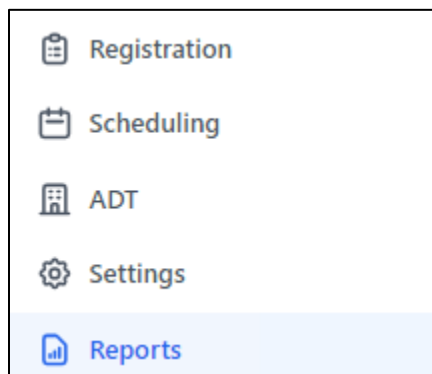 Registration
Scheduling
ADT
Settings
Reports